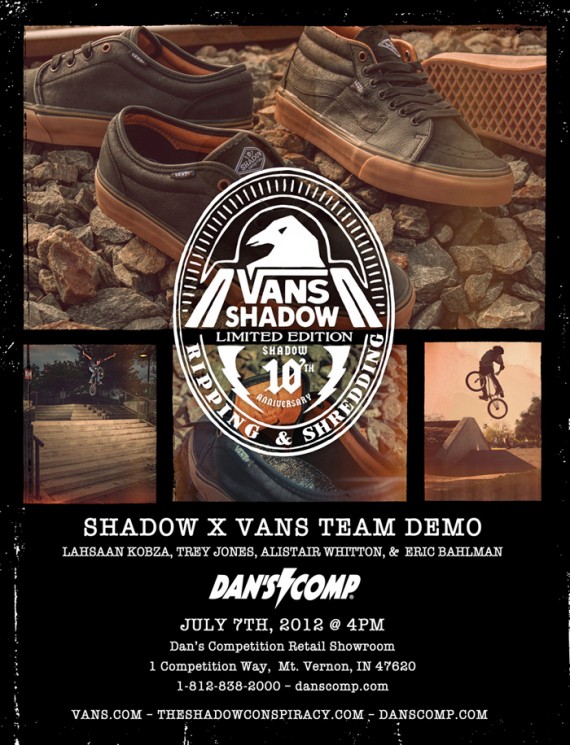 X
SHADOW
VANS
SHADOW
LIMITED EDITION
SHADOW
10TH
ANNIVERSARY
RIPPING & SHREDDING
SHADOW X VANS TEAM DEMO
LAHSAAN KOBZA, TREY JONES, ALISTAIR WHITTON, & ERIC BAHLMAN
DAN'S COMP
JULY 7TH, 2012 @ 4PM
Dan's Competition Retail Showroom
1 Competition Way, Mt. Vernon, IN 47620
1-812-838-2000 – danscomp.com
VANS.COM – THESHADOWCONSPIRACY.COM – DANSCOMP.COM